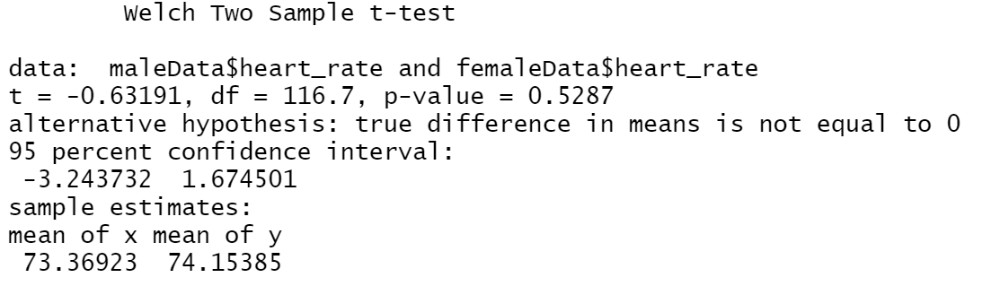 Welch Two Sample t-test
data: maleData$heart_rate and femaleData$heart_rate
t = -0.63191, df = 116.7, p-value = 0.5287
alternative hypothesis: true difference in means is not equal to 0
95 percent confidence interval:
-3.243732 1.674501
sample estimates:
mean of x mean of y
73.36923 74.15385